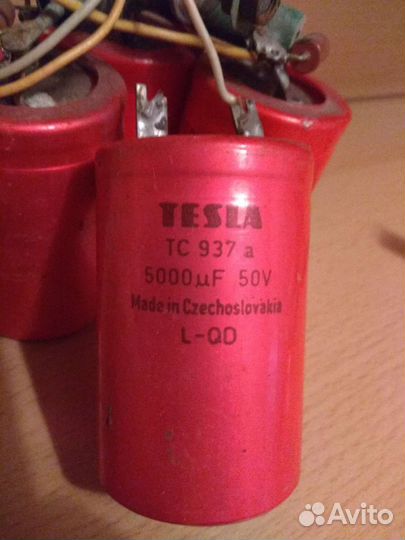 TESLA
TC 937 a
5000µF 50V
Made in Czechoslovakia
L-QD
Avito